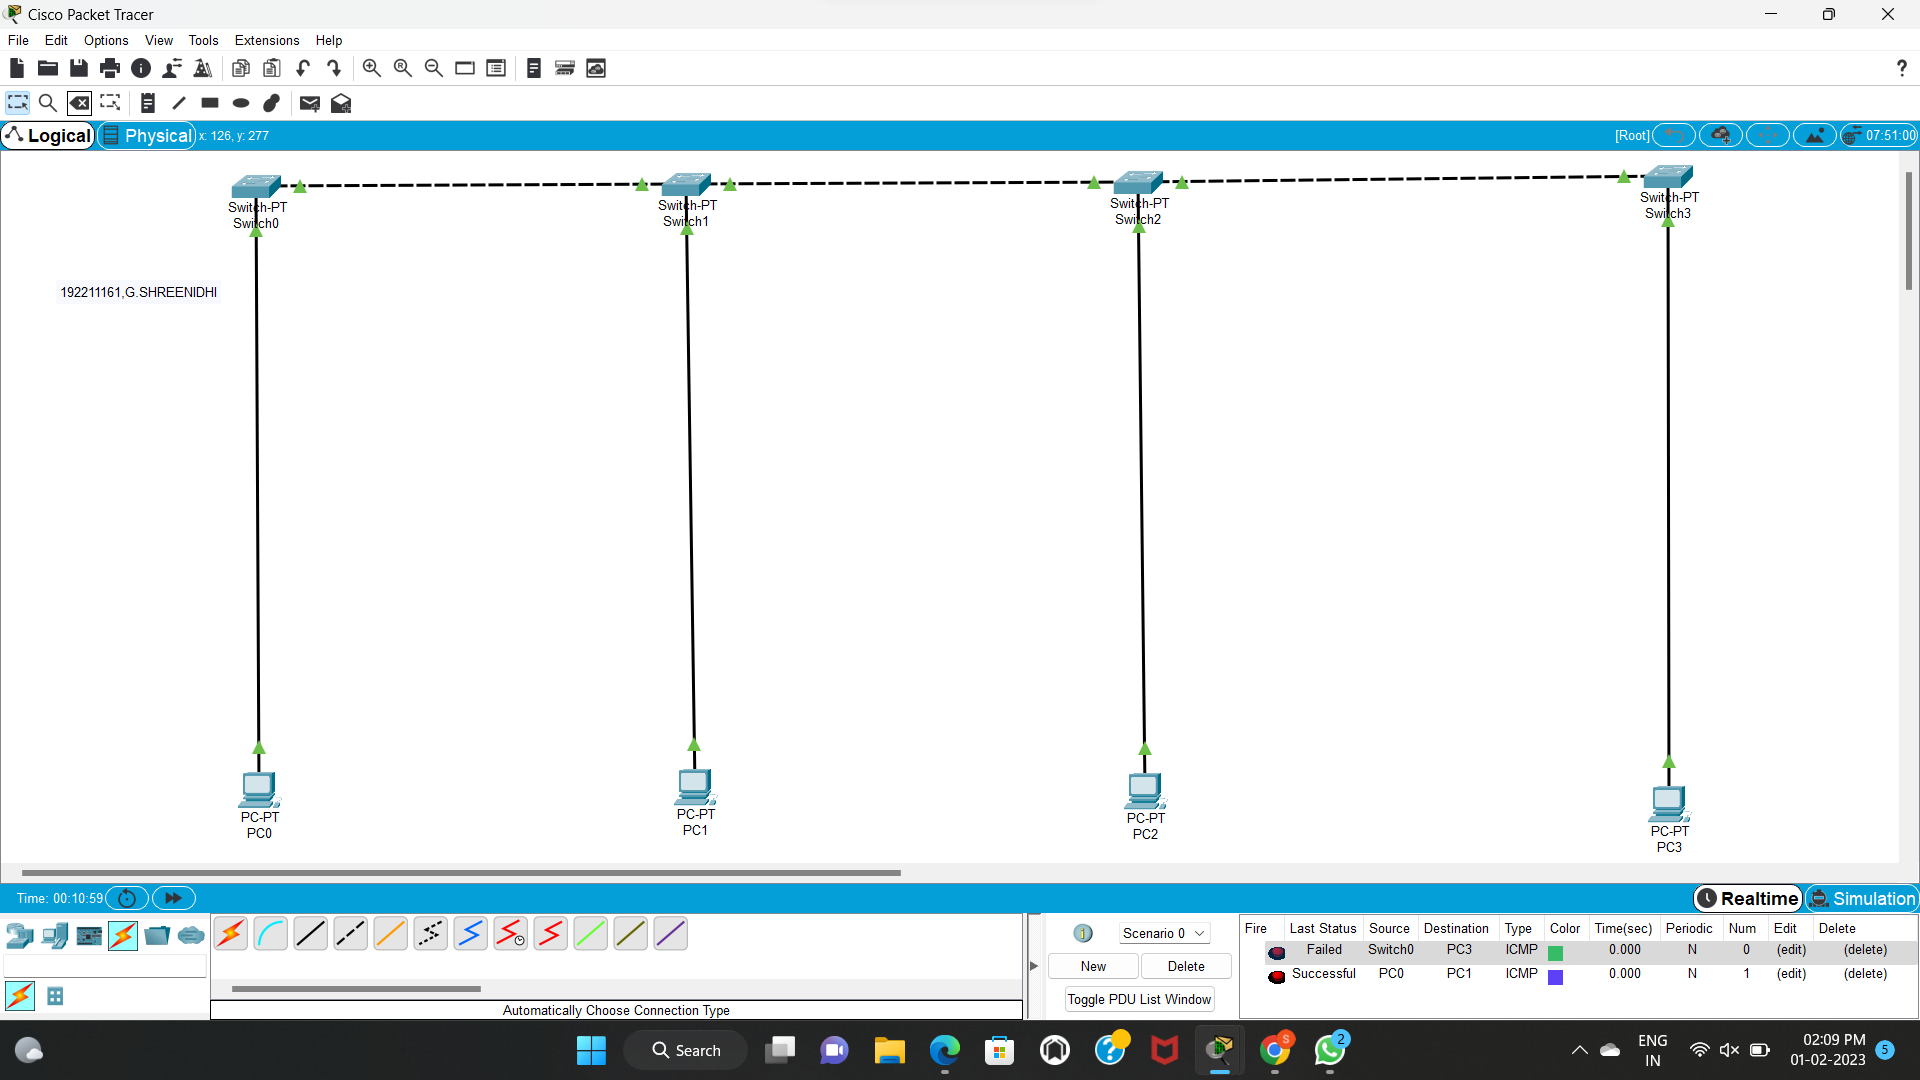 Cisco Packet Tracer
File Edit Options View Tools Extensions Help
Logical Physical x: 126, y: 277 [Root] 07:51:00
Switch-PT
Switch0
Switch-PT
Switch1
Switch-PT
Switch2
Switch-PT
Switch3
192211161,G.SHREENIDHI
PC-PT
PC0
PC-PT
PC1
PC-PT
PC2
PC-PT
PC3
Time: 00:10:59 Realtime Simulation
Scenario 0
New Delete
Toggle PDU List Window
Fire Last Status Source Destination Type Color Time(sec) Periodic Num Edit Delete
Failed Switch0 PC3 ICMP 0.000 N 0 (edit) (delete)
Successful PC0 PC1 ICMP 0.000 N 1 (edit) (delete)
Automatically Choose Connection Type
Search
S
2
ENG
IN
02:09 PM
01-02-2023
5